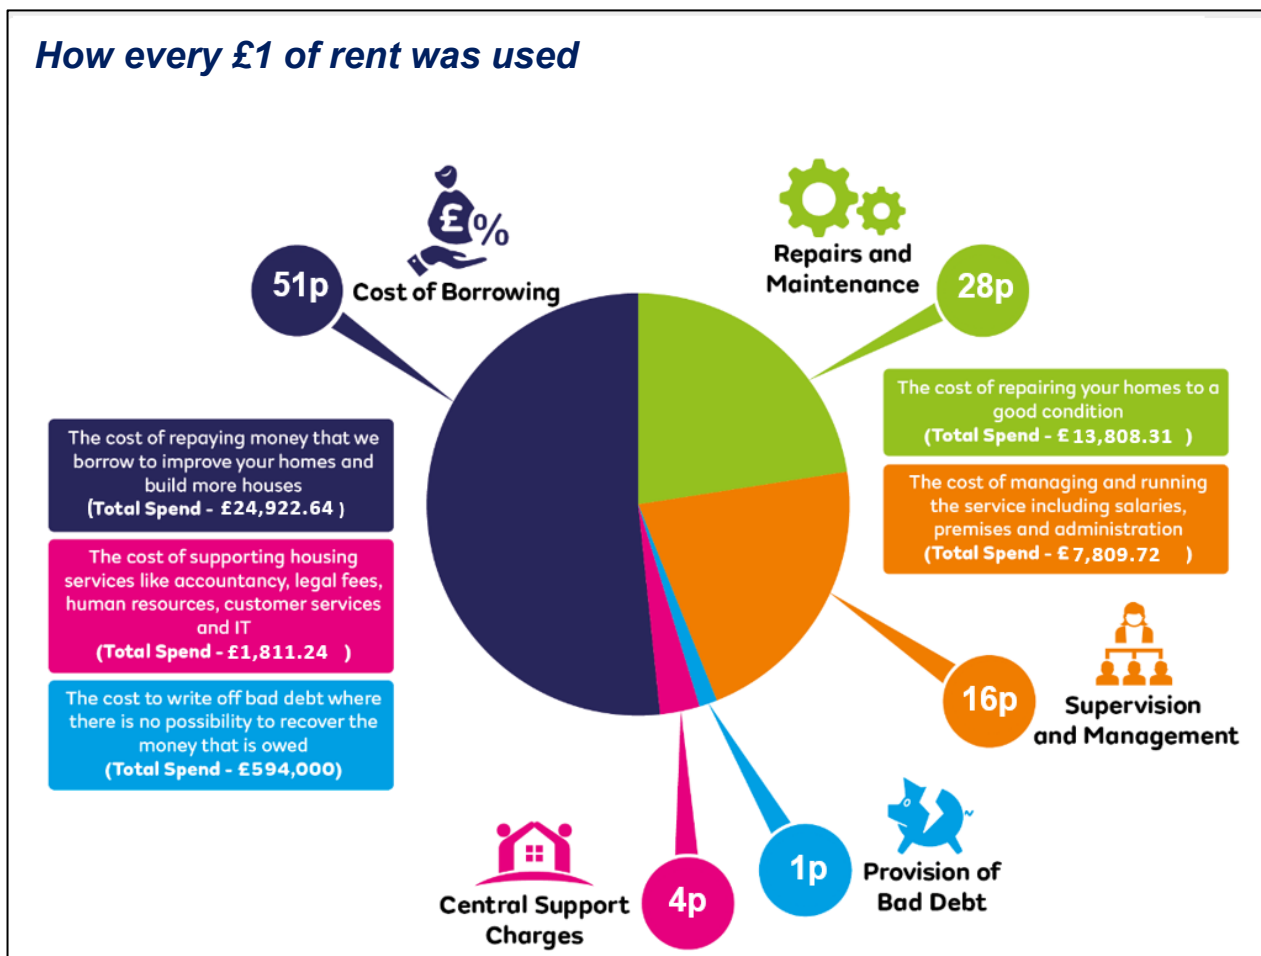 How every £1 of rent was used
£
%
51p
Cost of Borrowing
Repairs and
Maintenance
28p
The cost of repaying money that we
borrow to improve your homes and
build more houses
(Total Spend - £24,922.64 )
The cost of supporting housing
services like accountancy, legal fees,
human resources, customer services
and IT
(Total Spend - £1,811.24 )
The cost to write off bad debt where
there is no possibility to recover the
money that is owed
(Total Spend - £594,000)
The cost of repairing your homes to a
good condition
(Total Spend - £ 13,808.31 )
The cost of managing and running
the service including salaries,
premises and administration
(Total Spend - £ 7,809.72 )
16p
Supervision
and Management
1p
Provision of
Bad Debt
Central Support
Charges
4p